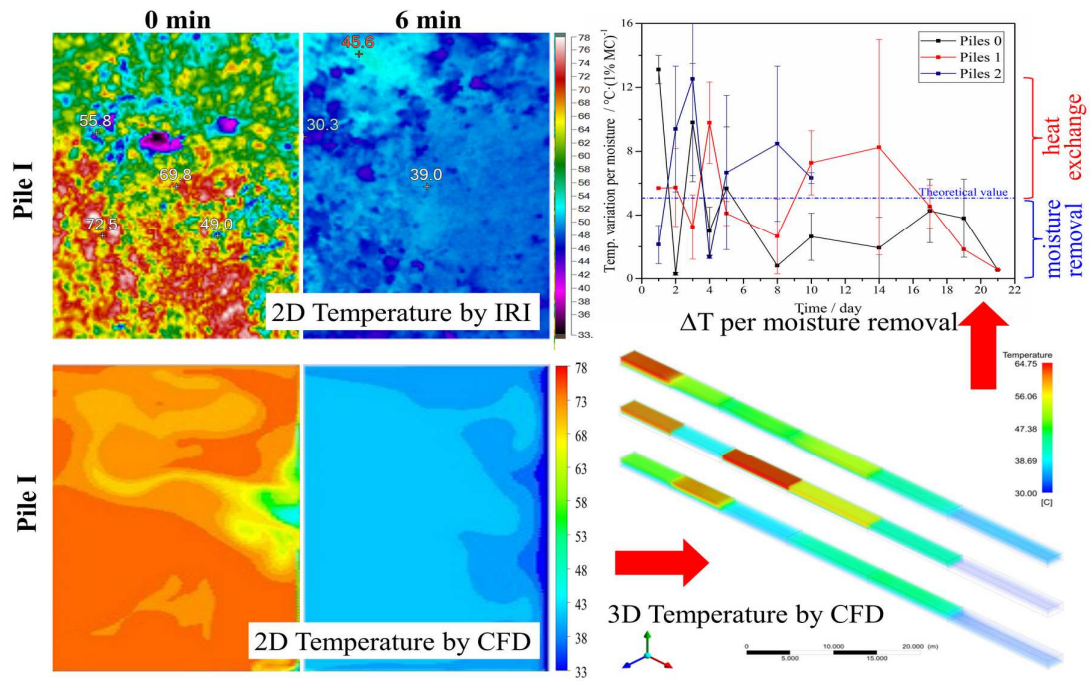 0 min
6 min
Pile I
45.6
55.8
30.3
69.8
39.0
72.5
49.0
2D Temperature by IRI
78
76
74
72
70
68
66
64
62
60
58
56
54
52
50
48
46
44
42
40
38
36
33.
Temp. variation per moisture / °C·(1% MC)⁻¹
16
12
8
4
0
Piles 0
Piles 1
Piles 2
Theoretical value
0 2 4 6 8 10 12 14 16 18 20 22
Time / day
heat exchange
moisture removal
ΔT per moisture removal
Pile I
2D Temperature by CFD
78
73
68
63
58
53
48
43
38
33
Temperature
64.75
56.06
47.38
38.69
30.00
[C]
3D Temperature by CFD
0 10.000 20.000 (m)
5.000 15.000